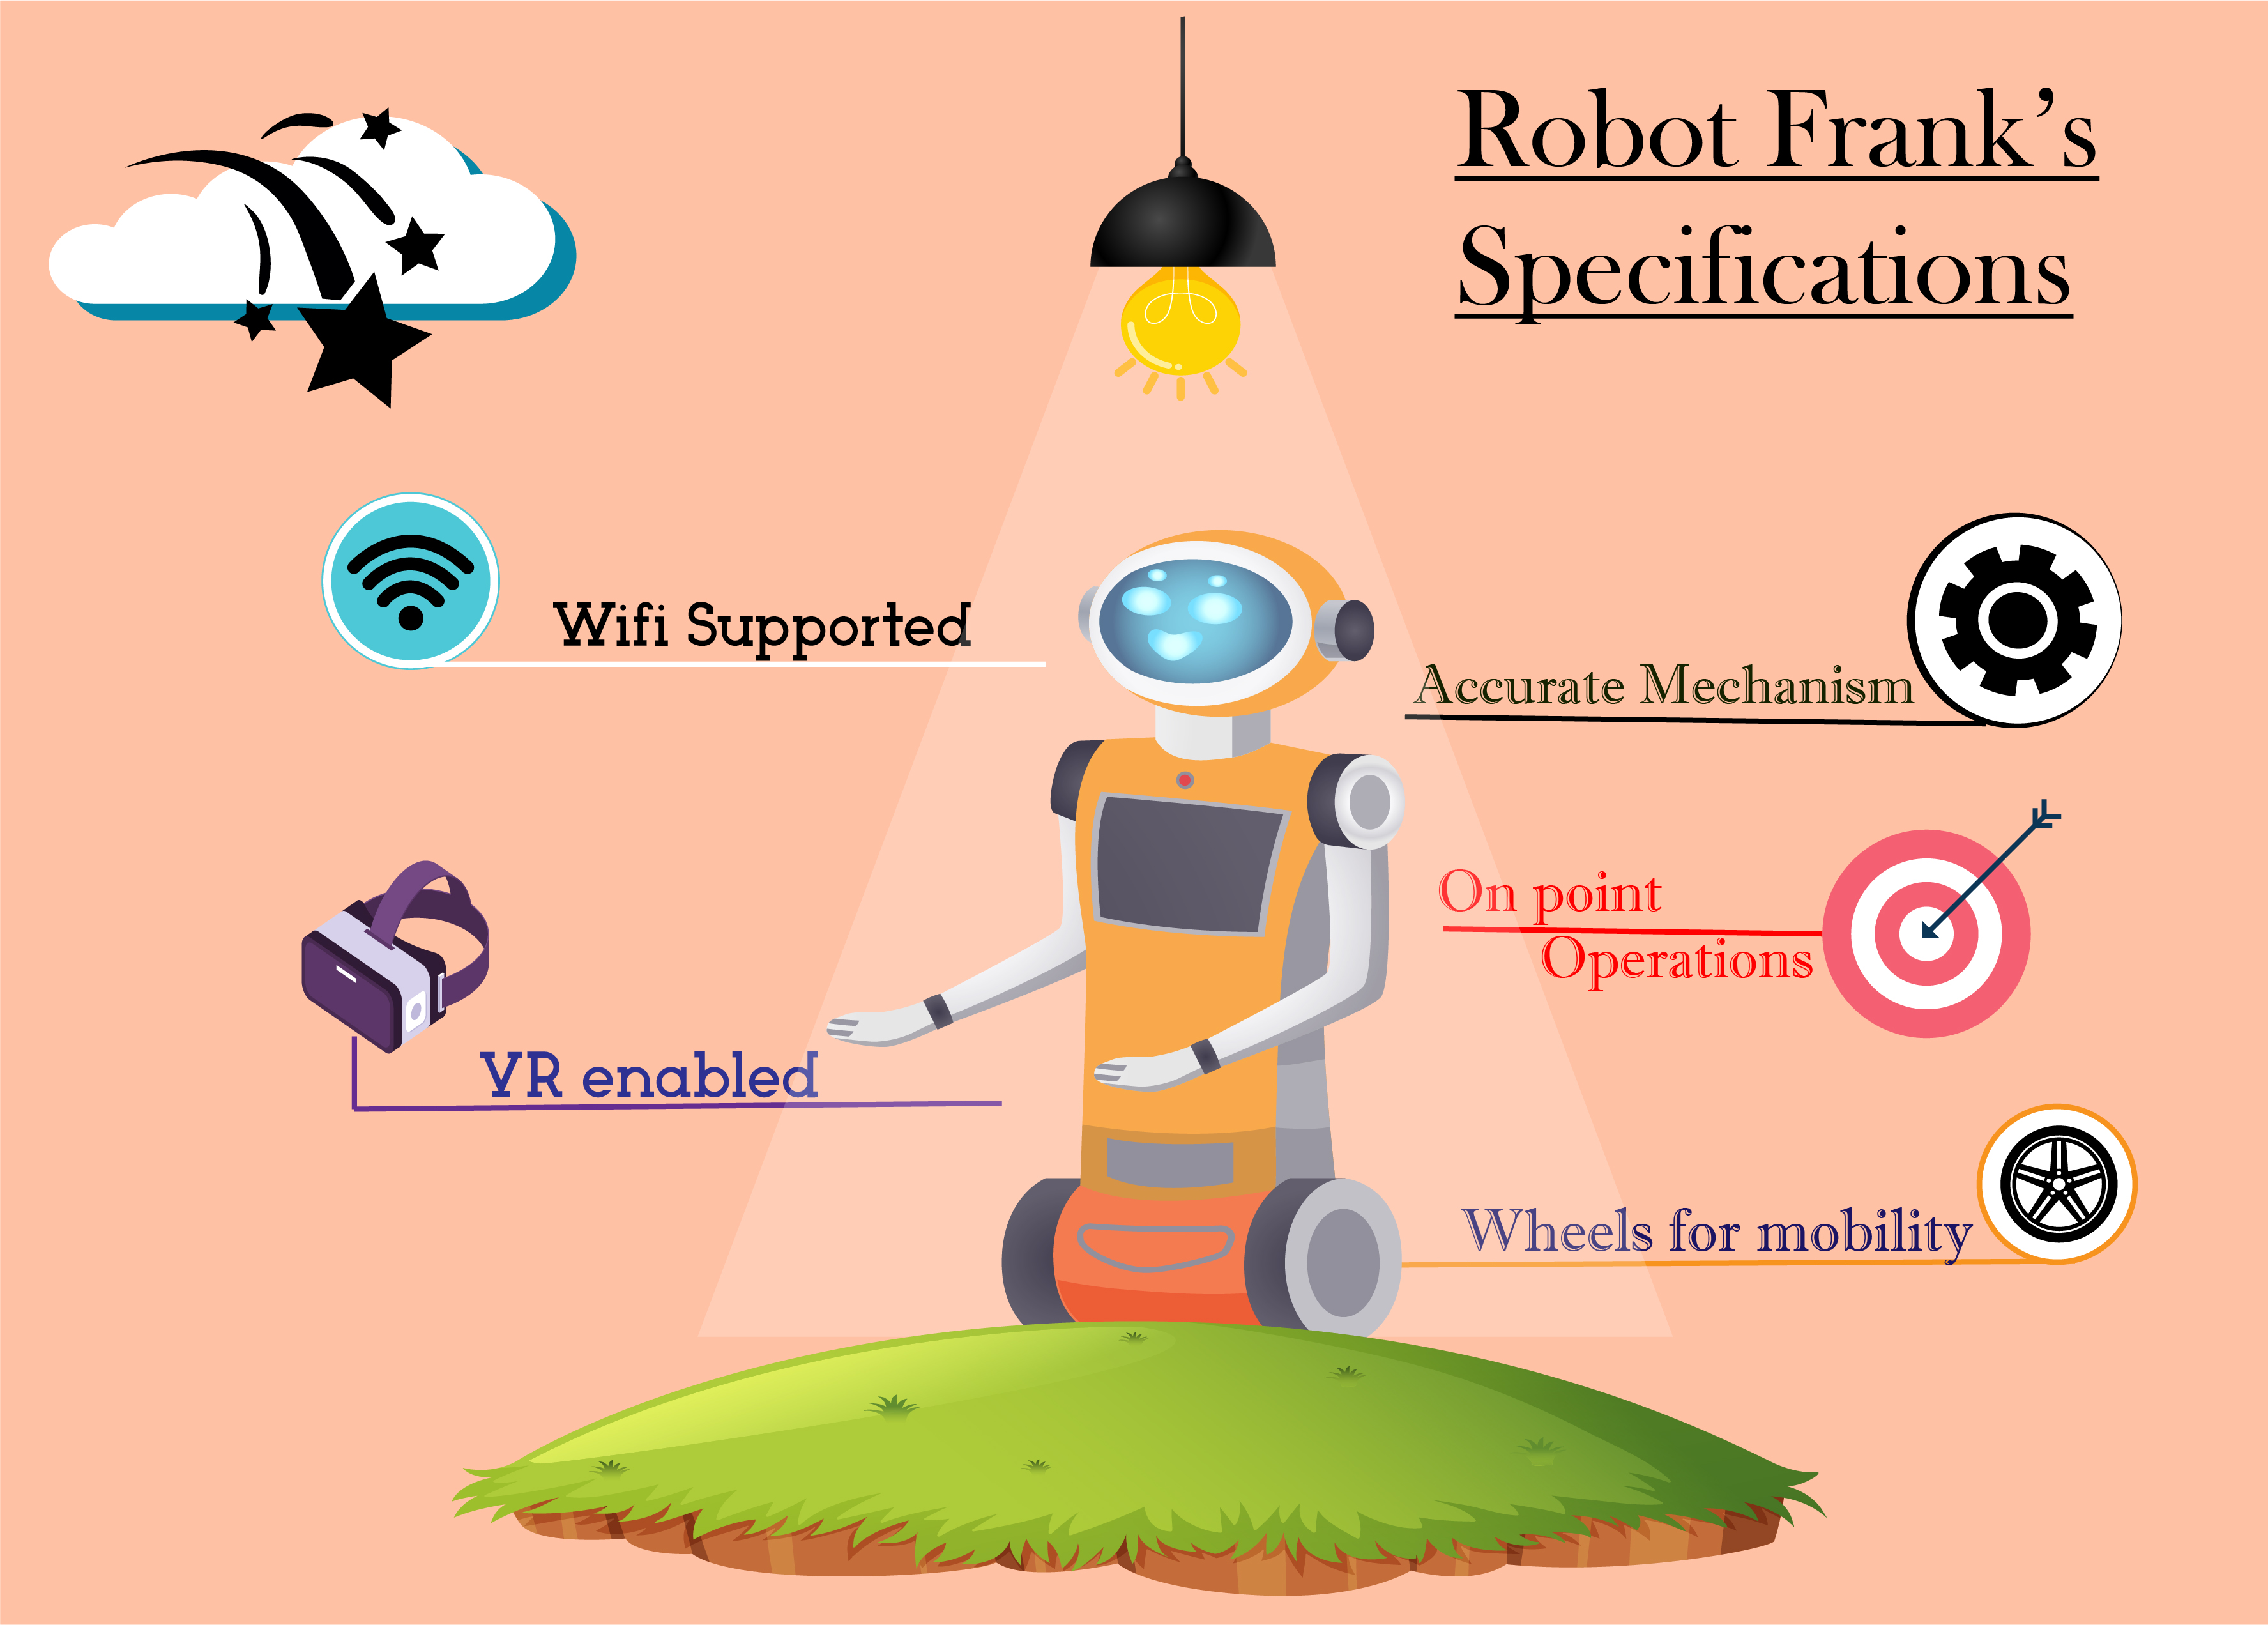 Robot Frank’s
Specifications
Wifi Supported
Accurate Mechanism
On point
Operations
VR enabled
Wheels for mobility